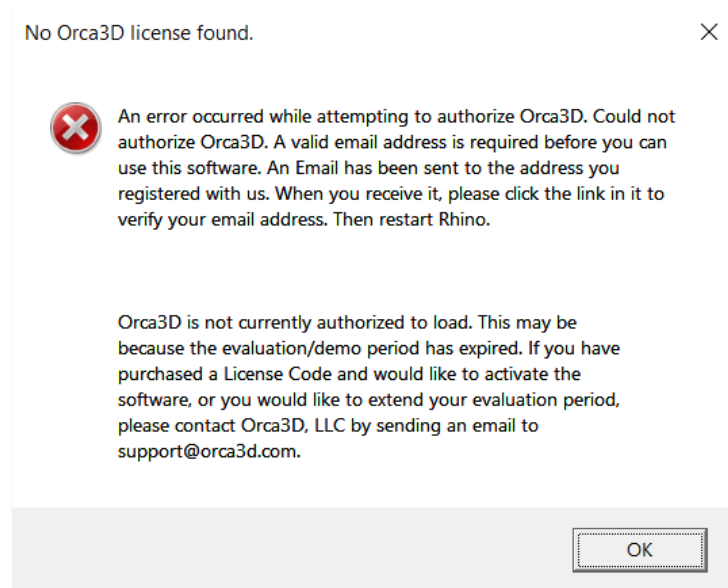 No Orca3D license found.
An error occurred while attempting to authorize Orca3D. Could not
authorize Orca3D. A valid email address is required before you can
use this software. An Email has been sent to the address you
registered with us. When you receive it, please click the link in it to
verify your email address. Then restart Rhino.
Orca3D is not currently authorized to load. This may be
because the evaluation/demo period has expired. If you have
purchased a License Code and would like to activate the
software, or you would like to extend your evaluation period,
please contact Orca3D, LLC by sending an email to
support@orca3d.com.
OK